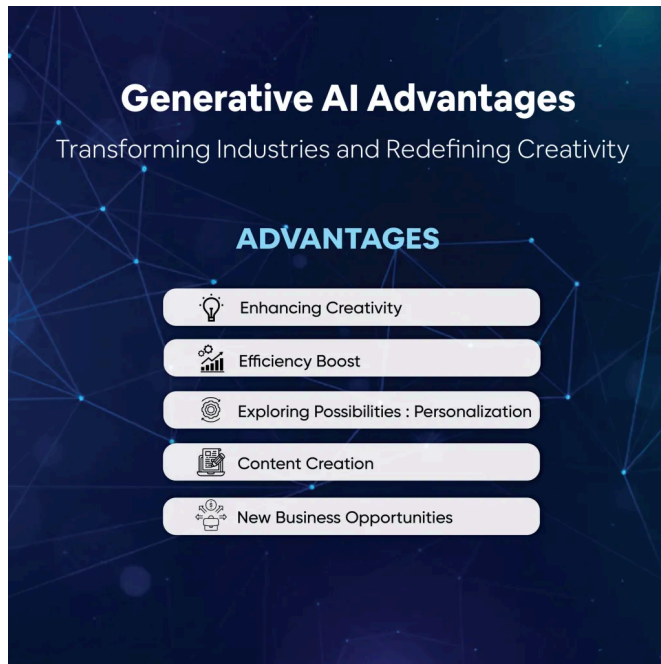 Generative AI Advantages
Transforming Industries and Redefining Creativity
ADVANTAGES
Enhancing Creativity
Efficiency Boost
Exploring Possibilities : Personalization
Content Creation
New Business Opportunities